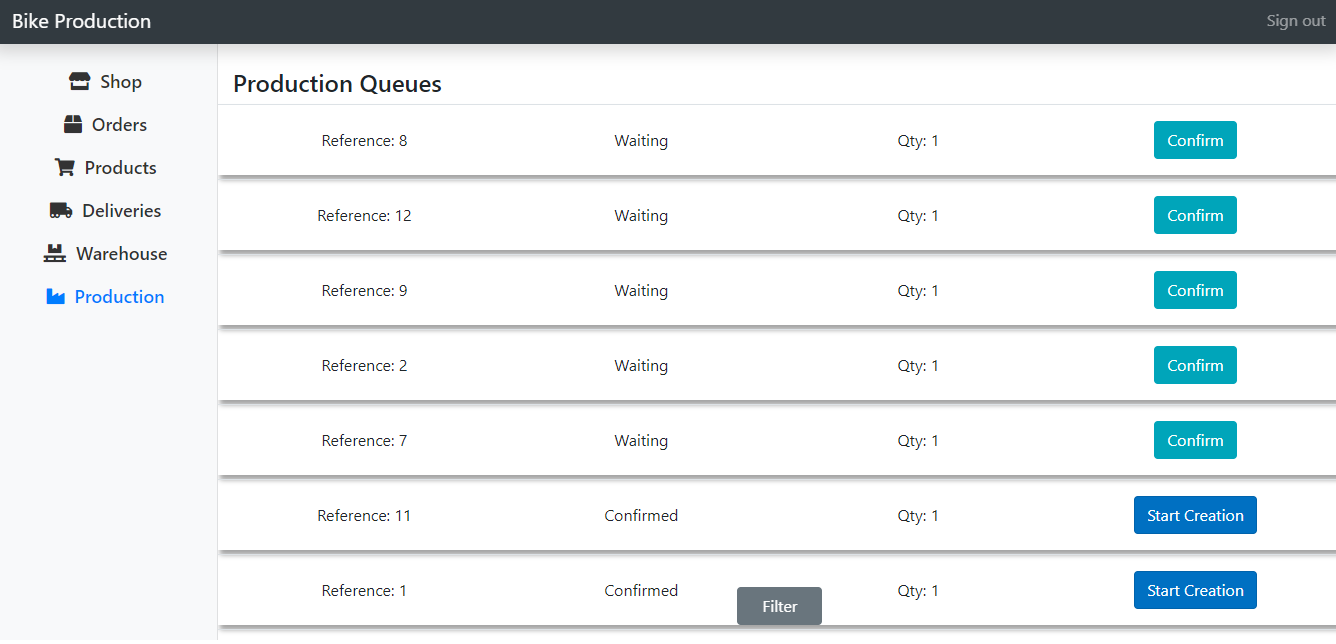 Bike Production
Sign out
Shop
Orders
Products
Deliveries
Warehouse
Production
Production Queues
Reference: 8 Waiting Qty: 1 Confirm
Reference: 12 Waiting Qty: 1 Confirm
Reference: 9 Waiting Qty: 1 Confirm
Reference: 2 Waiting Qty: 1 Confirm
Reference: 7 Waiting Qty: 1 Confirm
Reference: 11 Confirmed Qty: 1 Start Creation
Reference: 1 Confirmed Qty: 1 Start Creation
Filter